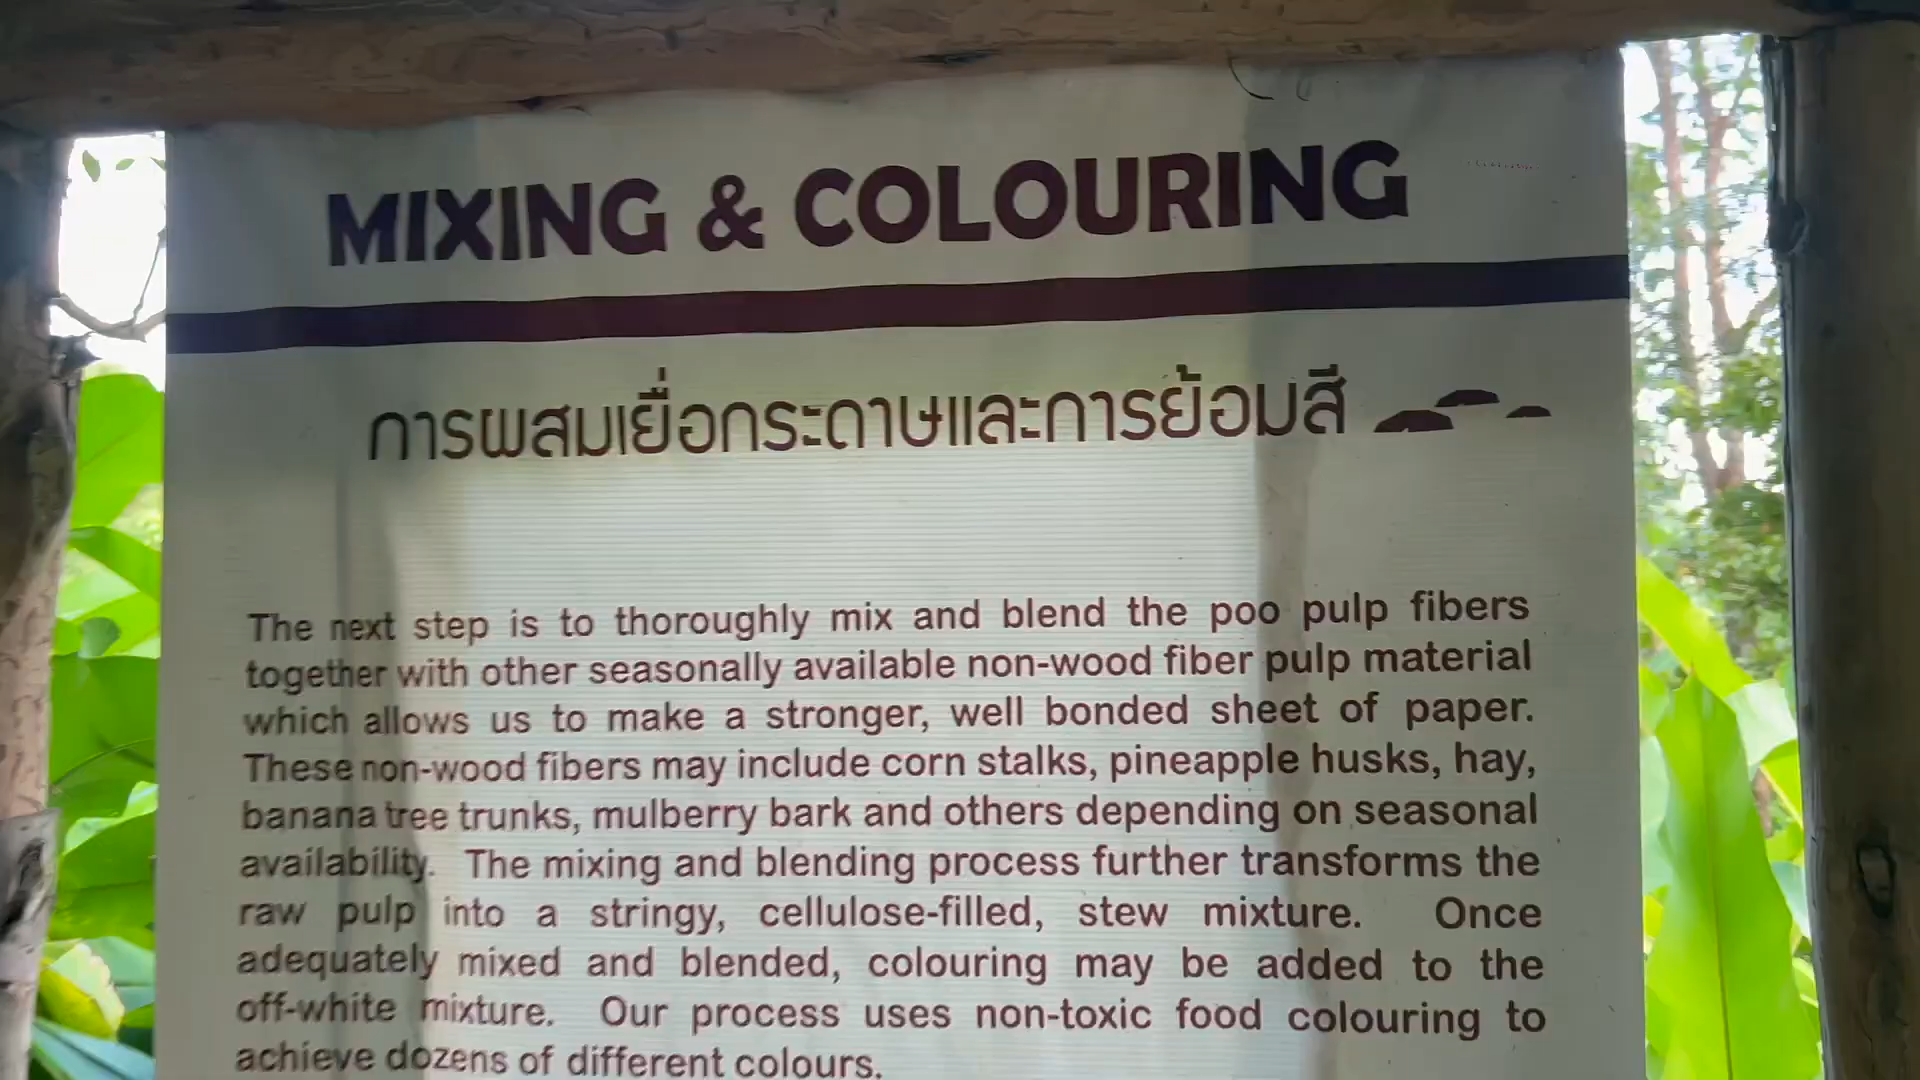 MIXING & COLOURING
การผสมเยื่อกระดาษและการย้อมสี
The next step is to thoroughly mix and blend the poo pulp fibers
together with other seasonally available non-wood fiber pulp material
which allows us to make a stronger, well bonded sheet of paper.
These non-wood fibers may include corn stalks, pineapple husks, hay,
banana tree trunks, mulberry bark and others depending on seasonal
availability. The mixing and blending process further transforms the
raw pulp into a stringy, cellulose-filled, stew mixture. Once
adequately mixed and blended, colouring may be added to the
off-white mixture. Our process uses non-toxic food colouring to
achieve dozens of different colours.